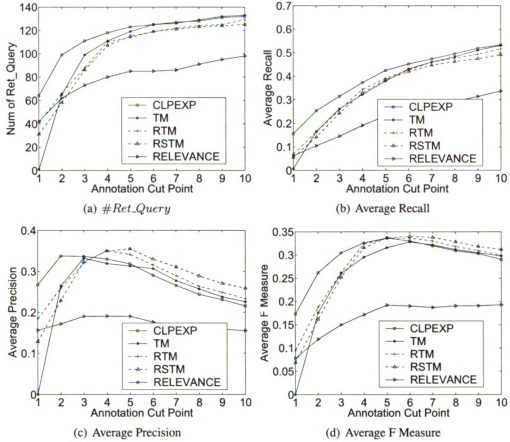 140
120
100
80
60
40
20
0
Num of Ret_Query
1 2 3 4 5 6 7 8 9 10
Annotation Cut Point
CLPEXP
TM
RTM
RSTM
RELEVANCE
(a) #Ret_Query
0.7
0.6
0.5
0.4
0.3
0.2
0.1
0
Average Recall
1 2 3 4 5 6 7 8 9 10
Annotation Cut Point
CLPEXP
TM
RTM
RSTM
RELEVANCE
(b) Average Recall
0.4
0.3
0.2
0.1
0
Average Precision
1 2 3 4 5 6 7 8 9 10
Annotation Cut Point
CLPEXP
TM
RTM
RSTM
RELEVANCE
(c) Average Precision
0.35
0.3
0.25
0.2
0.15
0.1
0.05
0
Average F Measure
1 2 3 4 5 6 7 8 9 10
Annotation Cut Point
CLPEXP
TM
RTM
RSTM
RELEVANCE
(d) Average F Measure